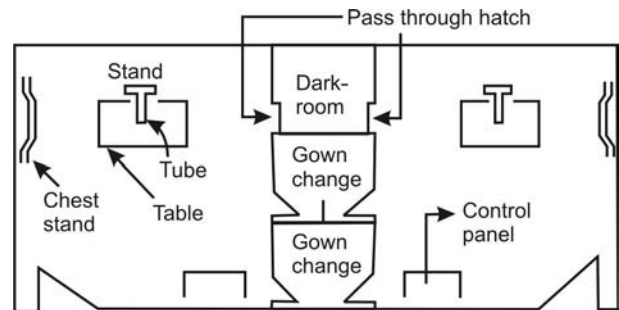 Pass through hatch
Stand
Dark-
room
Tube
Gown
change
Chest
stand
Table
Control
panel
Gown
change